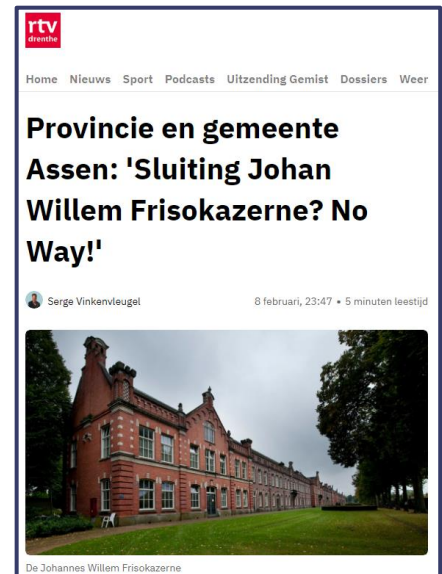 rtv
drenthe
Home Nieuws Sport Podcasts Uitzending Gemist Dossiers Weer
Provincie en gemeente
Assen: 'Sluiting Johan
Willem Frisokazerne? No
Way!'
Serge Vinkenvleugel 8 februari, 23:47 • 5 minuten leestijd
De Johannes Willem Frisokazerne